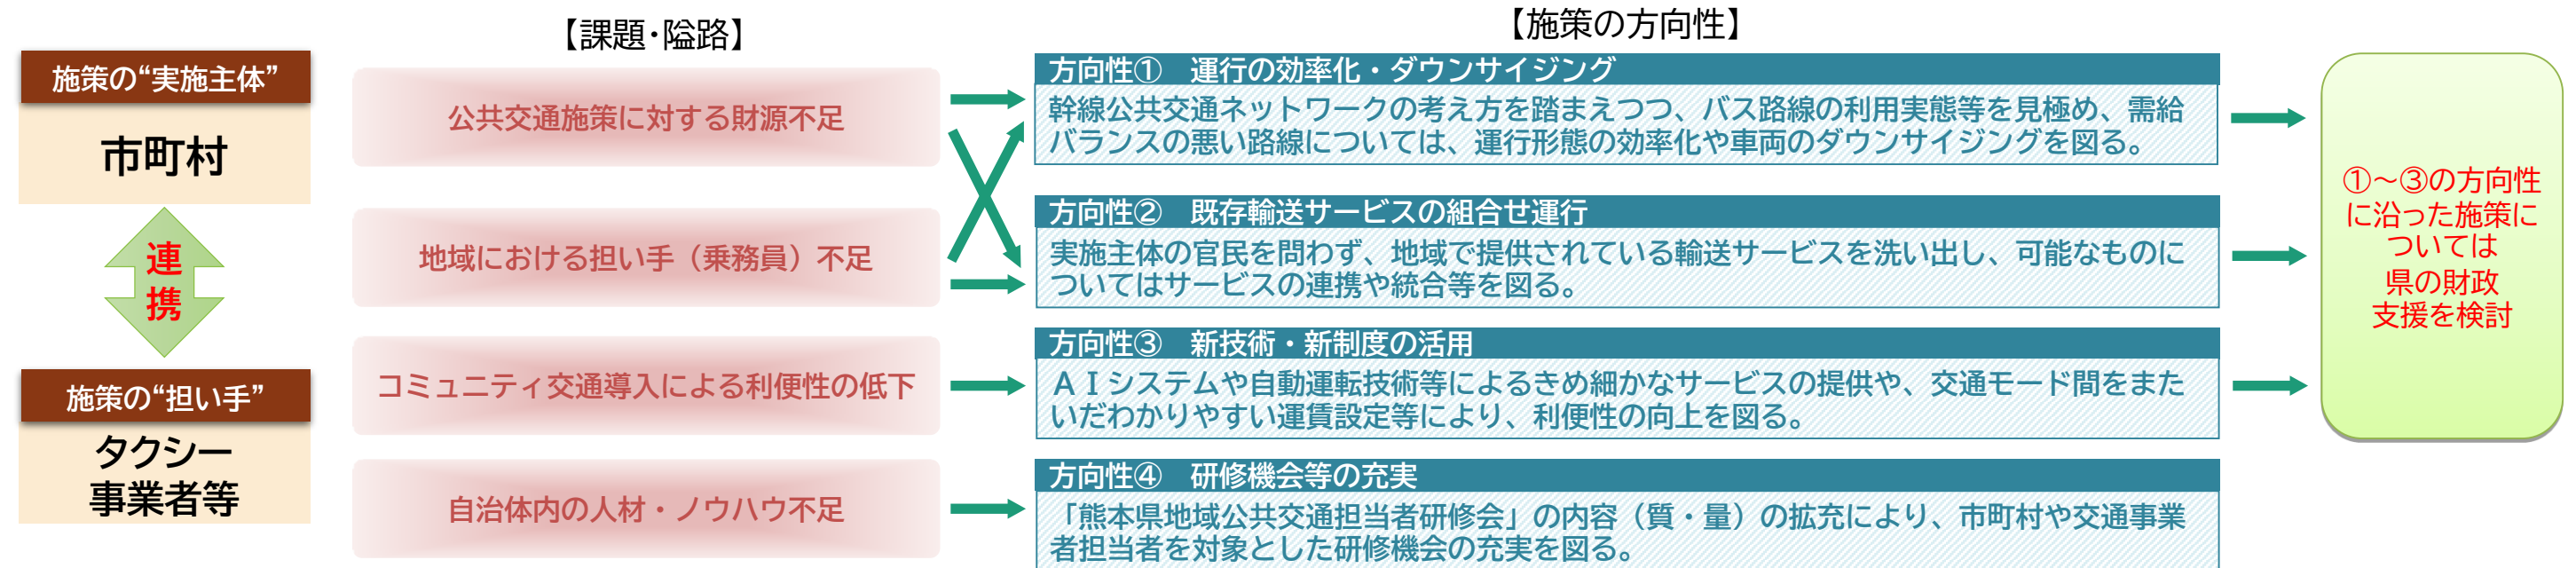 【課題・隘路】
【施策の方向性】
施策の“実施主体”
市町村
連
携
施策の“担い手”
タクシー
事業者等
公共交通施策に対する財源不足
地域における担い手（乗務員）不足
コミュニティ交通導入による利便性の低下
自治体内の人材・ノウハウ不足
方向性①　運行の効率化・ダウンサイジング
幹線公共交通ネットワークの考え方を踏まえつつ、バス路線の利用実態等を見極め、需給
バランスの悪い路線については、運行形態の効率化や車両のダウンサイジングを図る。
方向性②　既存輸送サービスの組合せ運行
実施主体の官民を問わず、地域で提供されている輸送サービスを洗い出し、可能なものに
ついてはサービスの連携や統合等を図る。
方向性③　新技術・新制度の活用
ＡＩシステムや自動運転技術等によるきめ細かなサービスの提供や、交通モード間をまた
いだわかりやすい運賃設定等により、利便性の向上を図る。
方向性④　研修機会等の充実
「熊本県地域公共交通担当者研修会」の内容（質・量）の拡充により、市町村や交通事業
者担当者を対象とした研修機会の充実を図る。
①～③の方向性
に沿った施策に
ついては
県の財政
支援を検討